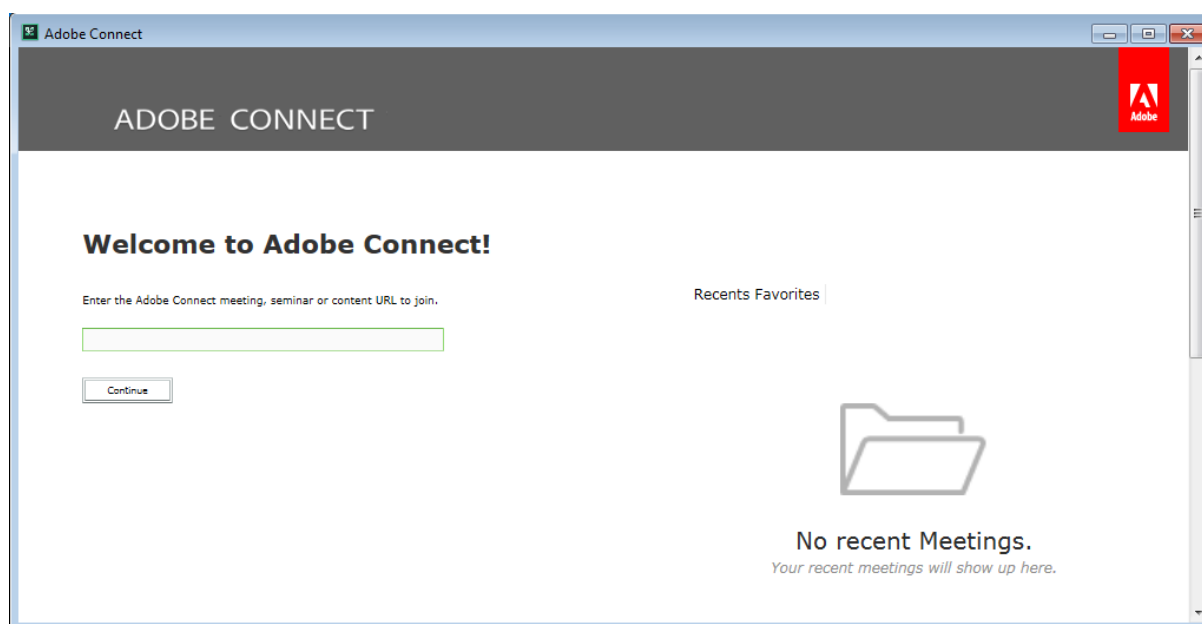 Adobe Connect
ADOBE CONNECT
Adobe
Welcome to Adobe Connect!
Enter the Adobe Connect meeting, seminar or content URL to join.
Continue
Recents Favorites
No recent Meetings.
Your recent meetings will show up here.